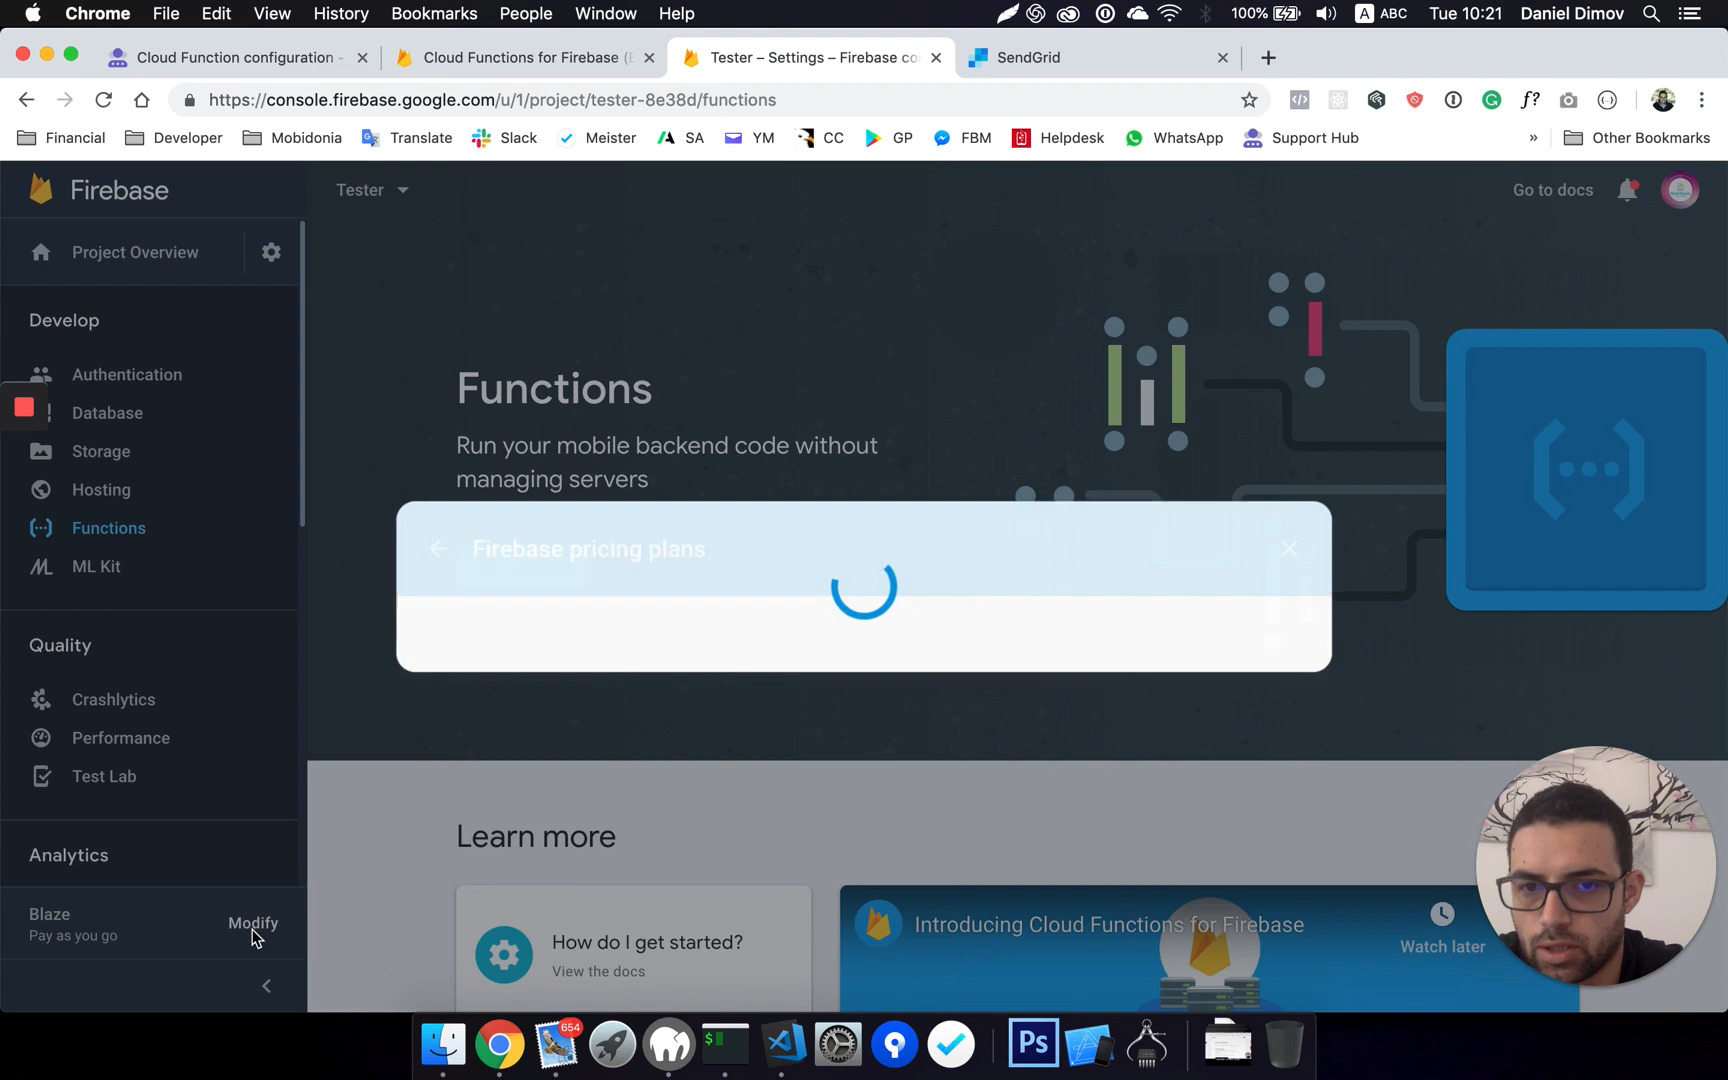 Chrome File Edit View History Bookmarks People Window Help 100% A ABC Tue 10:21 Daniel Dimov
Cloud Function configuration - Cloud Functions for Firebase (B Tester – Settings – Firebase co SendGrid
https://console.firebase.google.com/u/1/project/tester-8e38d/functions f?
Financial Developer Mobidonia Translate Slack Meister SA YM CC GP FBM Helpdesk WhatsApp Support Hub » Other Bookmarks
Firebase Tester Go to docs
Project Overview
Develop
Authentication
Database
Storage
Hosting
Functions
ML Kit
Quality
Crashlytics
Performance
Test Lab
Analytics
Blaze
Pay as you go
Modify
Functions
Run your mobile backend code without
managing servers
Firebase pricing plans
Learn more
How do I get started?
View the docs
Introducing Cloud Functions for Firebase
Watch later
654
$
Ps